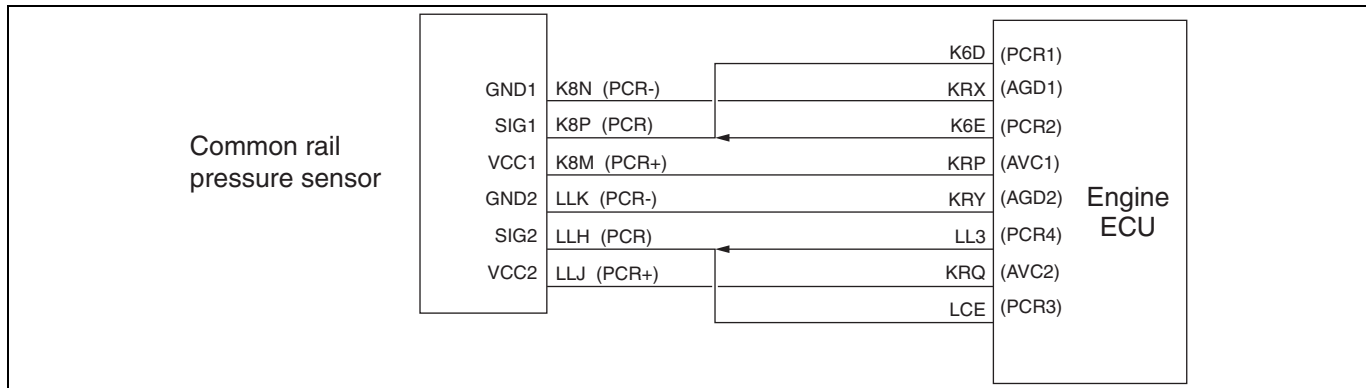 Common rail
pressure sensor
GND1 K8N (PCR-)
SIG1 K8P (PCR)
VCC1 K8M (PCR+)
GND2 LLK (PCR-)
SIG2 LLH (PCR)
VCC2 LLJ (PCR+)
K6D (PCR1)
KRX (AGD1)
K6E (PCR2)
KRP (AVC1)
KRY (AGD2)
LL3 (PCR4)
KRQ (AVC2)
LCE (PCR3)
Engine
ECU